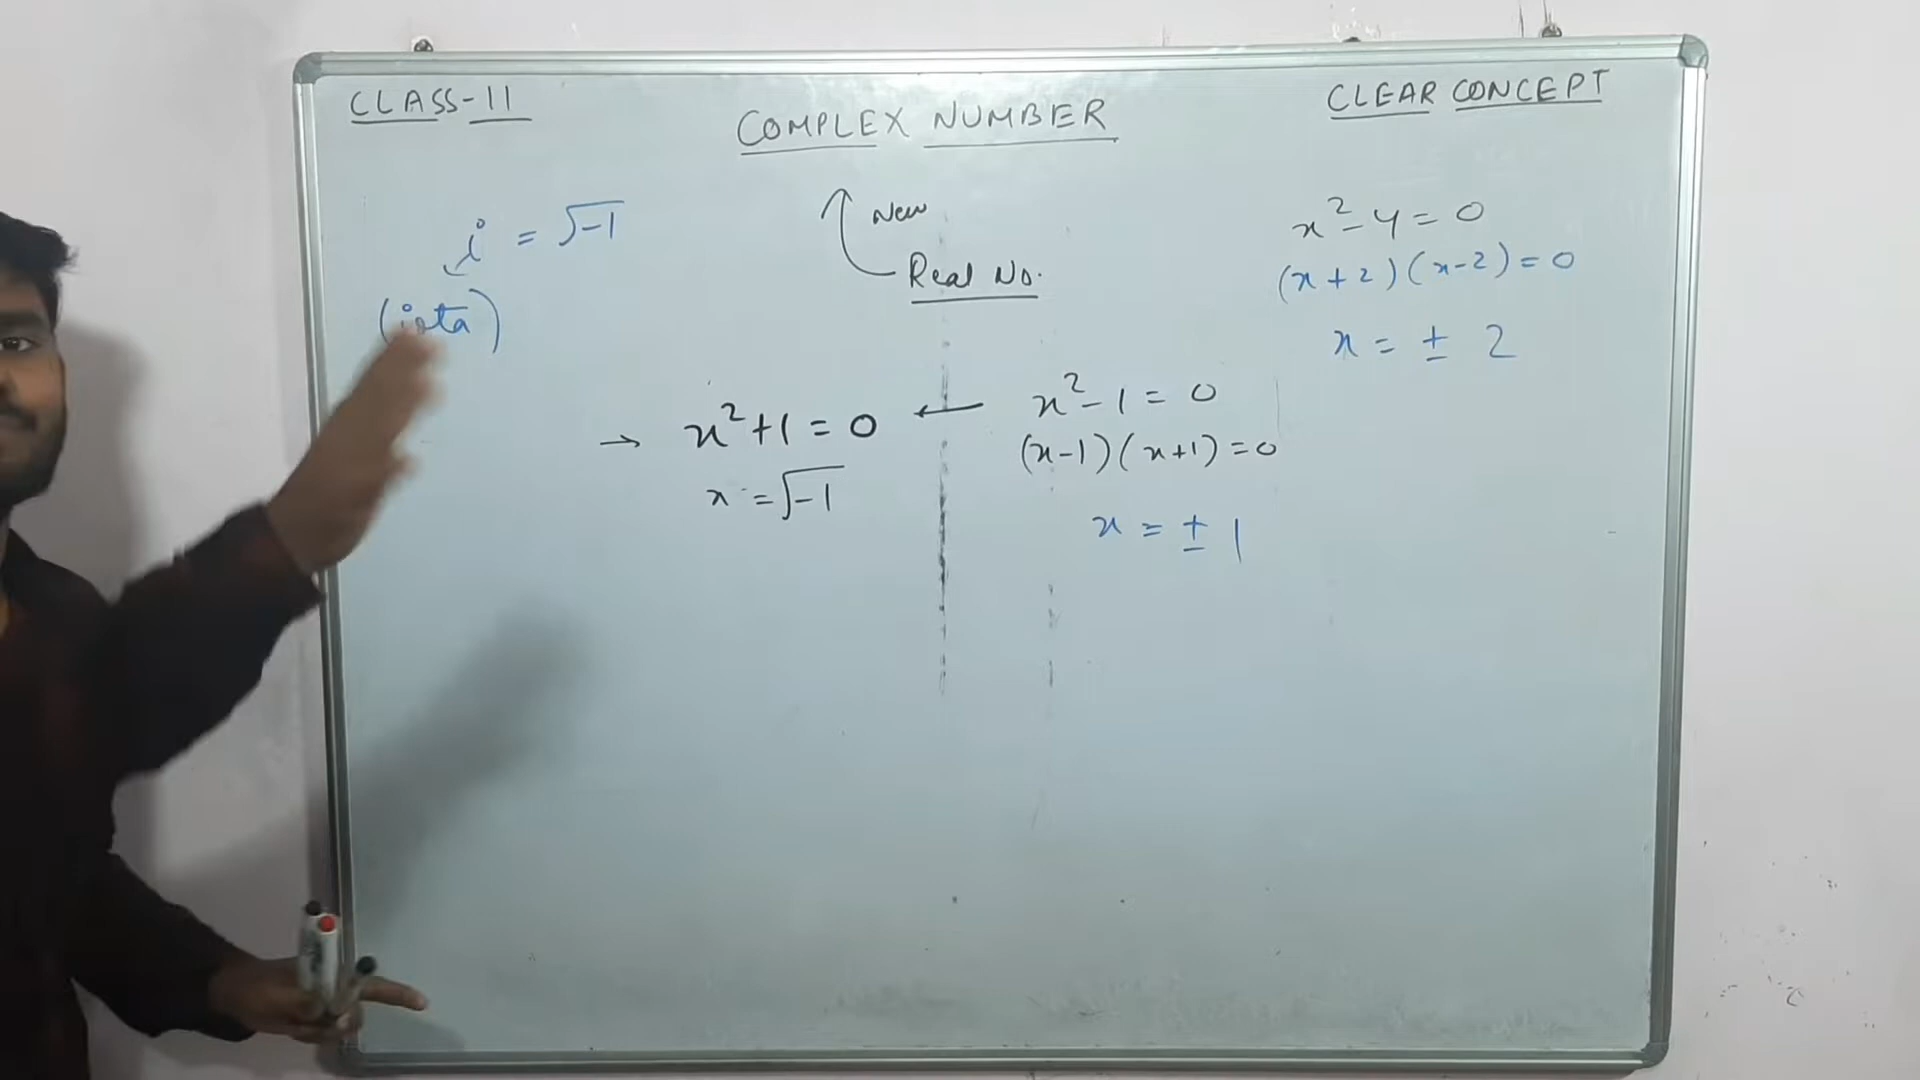 CLASS-11
COMPLEX NUMBER
CLEAR CONCEPT
i = √-1
(iota)
New
Real No.
x² - 4 = 0
(x + 2) (x - 2) = 0
x = ± 2
→ x² + 1 = 0 ←
x = √-1
x² - 1 = 0
(x - 1) (x + 1) = 0
x = ± 1